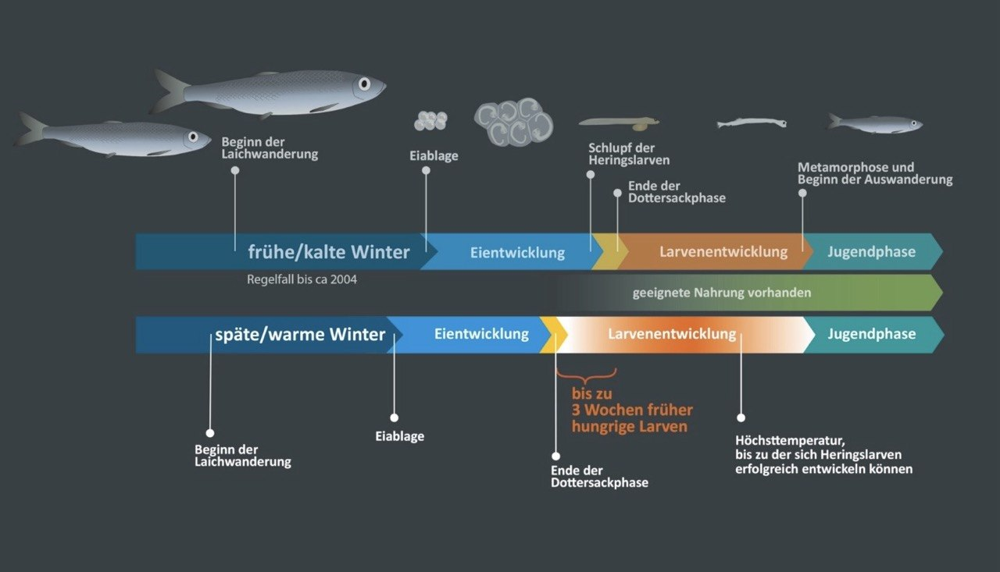 Beginn der
Laichwanderung
Eiablage
Schlupf der
Heringslarven
Ende der
Dottersackphase
Metamorphose und
Beginn der Auswanderung
frühe/kalte Winter
Eientwicklung
Larvenentwicklung
Jugendphase
Regelfall bis ca 2004
geeignete Nahrung vorhanden
späte/warme Winter
Eientwicklung
Larvenentwicklung
Jugendphase
bis zu
3 Wochen früher
hungrige Larven
Beginn der
Laichwanderung
Eiablage
Ende der
Dottersackphase
Höchsttemperatur,
bis zu der sich Heringslarven
erfolgreich entwickeln können